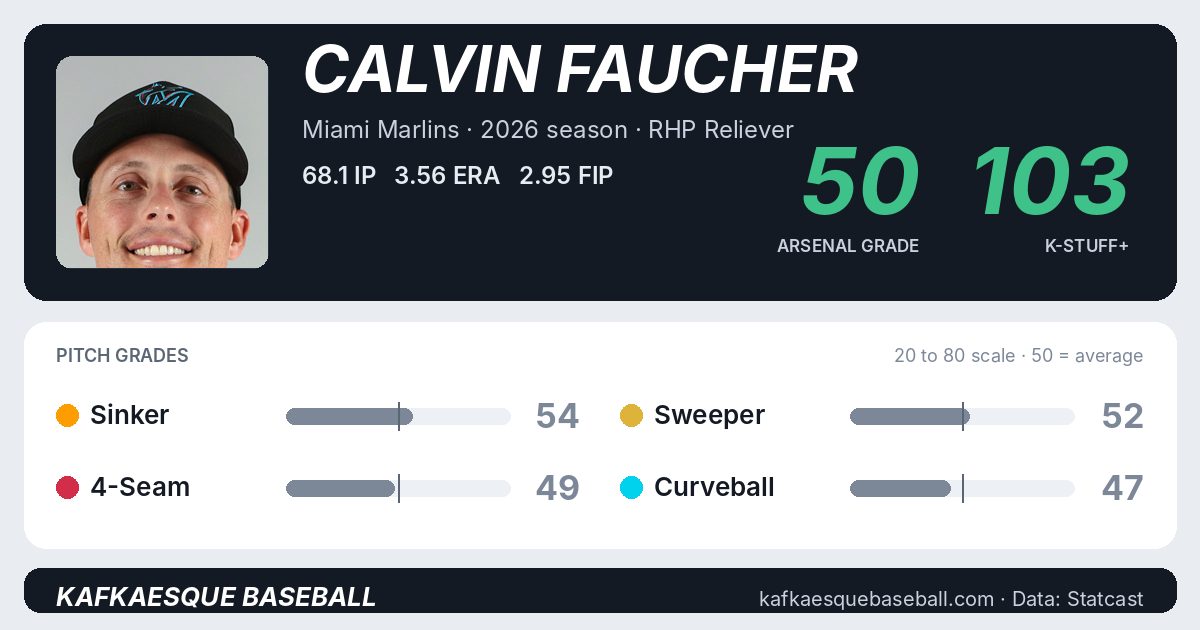 CALVIN FAUCHER
Miami Marlins · 2026 season · RHP Reliever
68.1 IP 3.56 ERA 2.95 FIP
50 103
ARSENAL GRADE K-STUFF+
PITCH GRADES 20 to 80 scale · 50 = average
Sinker 54 Sweeper 52
4-Seam 49 Curveball 47
KAFKAESQUE BASEBALL kafkaesquebaseball.com · Data: Statcast